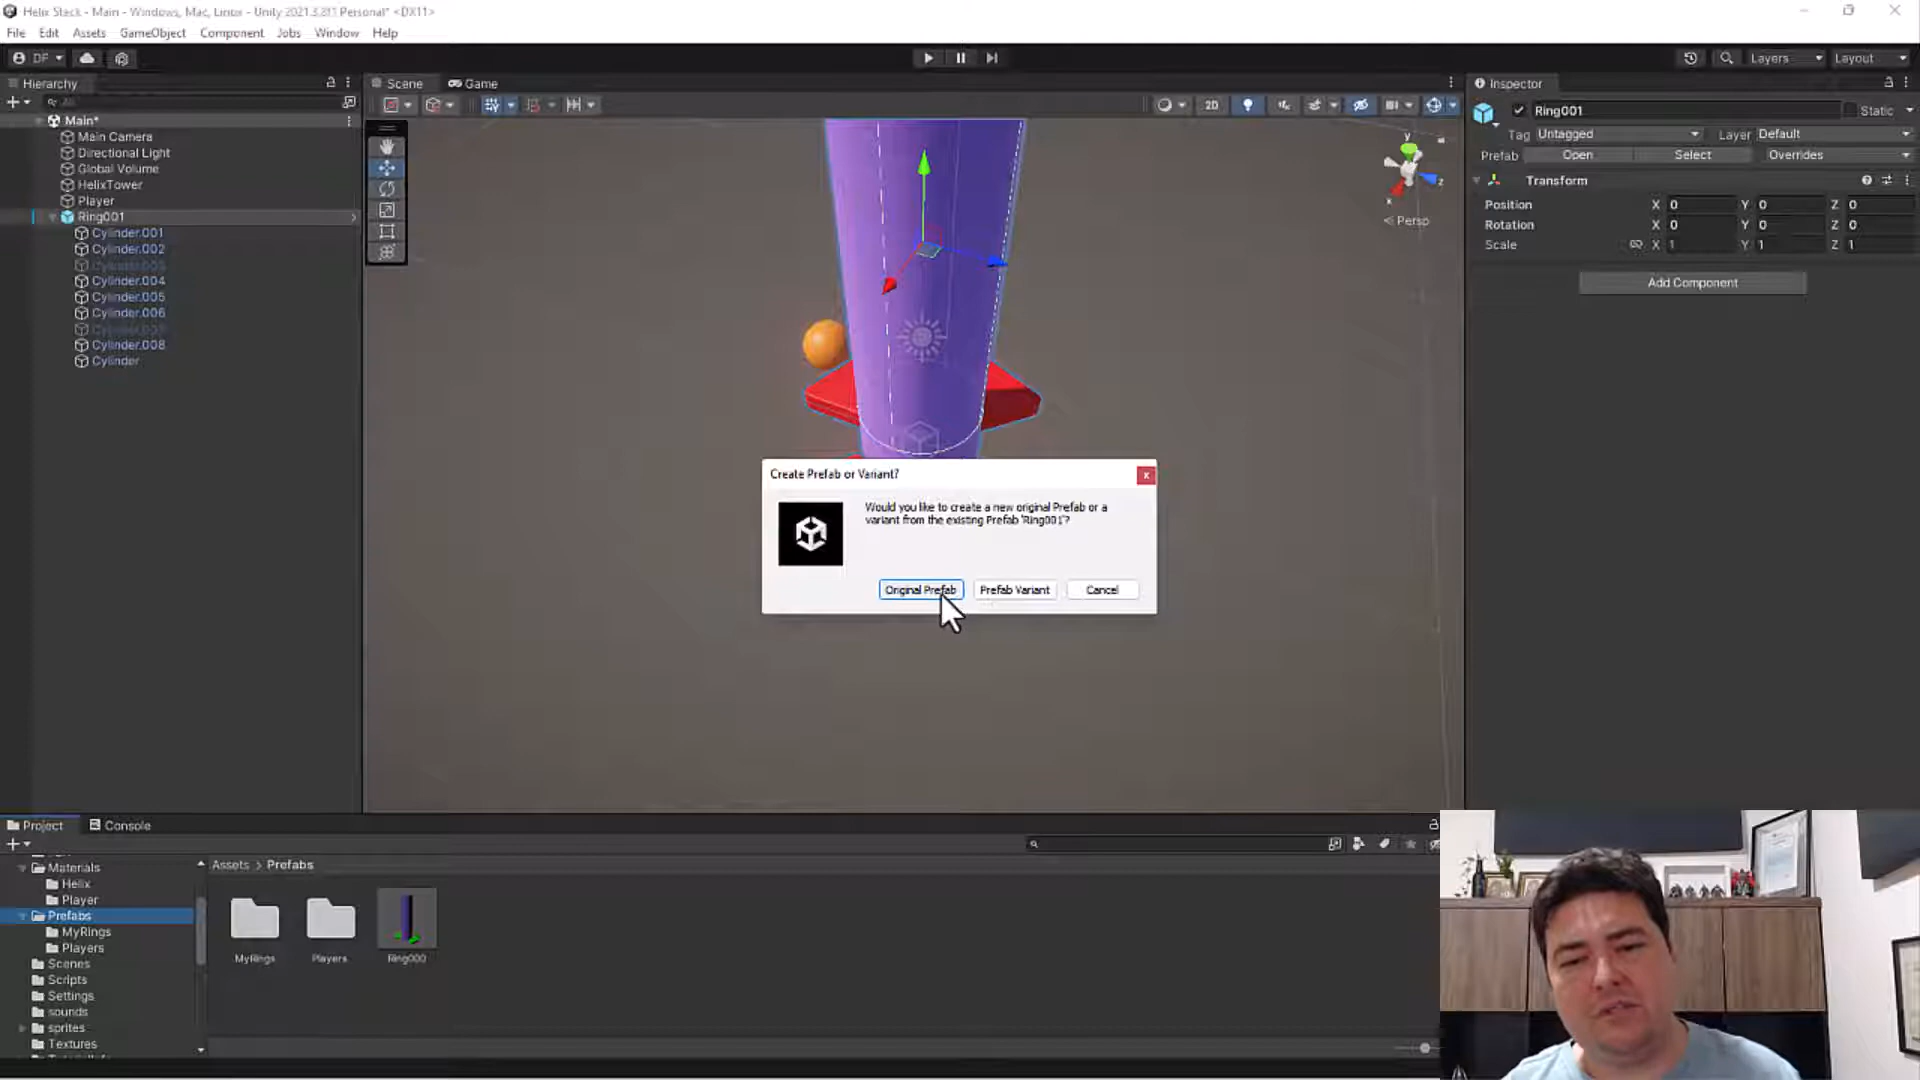 Helix Stack - Main - Windows, Mac, Linux - Unity 2021.3.8f1 Personal* <DX11>
File Edit Assets GameObject Component Jobs Window Help
DF
Layers
Layout
Hierarchy
Scene
Game
Inspector
All
2D
Main*
Main Camera
Directional Light
Global Volume
HelixTower
Player
Ring001
Cylinder.001
Cylinder.002
Cylinder.003
Cylinder.004
Cylinder.005
Cylinder.006
Cylinder.007
Cylinder.008
Cylinder
y
z
x
Persp
Ring001
Static
Tag Untagged
Layer Default
Prefab Open Select Overrides
Transform
Position X 0 Y 0 Z 0
Rotation X 0 Y 0 Z 0
Scale X 1 Y 1 Z 1
Add Component
Create Prefab or Variant?
x
Would you like to create a new original Prefab or a
variant from the existing Prefab 'Ring001'?
Original Prefab
Prefab Variant
Cancel
Project
Console
Materials
Helix
Player
Prefabs
MyRings
Players
Scenes
Scripts
Settings
sounds
sprites
Textures
Assets > Prefabs
MyRings
Players
Ring000